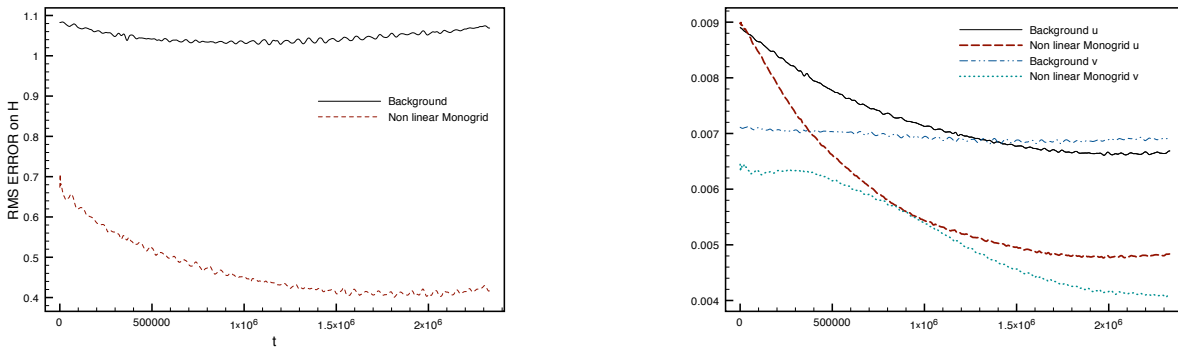 1.1
1
0.9
0.8
0.7
0.6
0.5
0.4
RMS ERROR on H
Background
Non linear Monogrid
0 500000 1×10⁶ 1.5×10⁶ 2×10⁶
t
0.009
0.008
0.007
0.006
0.005
0.004
Background u
Non linear Monogrid u
Background v
Non linear Monogrid v
0 500000 1×10⁶ 1.5×10⁶ 2×10⁶